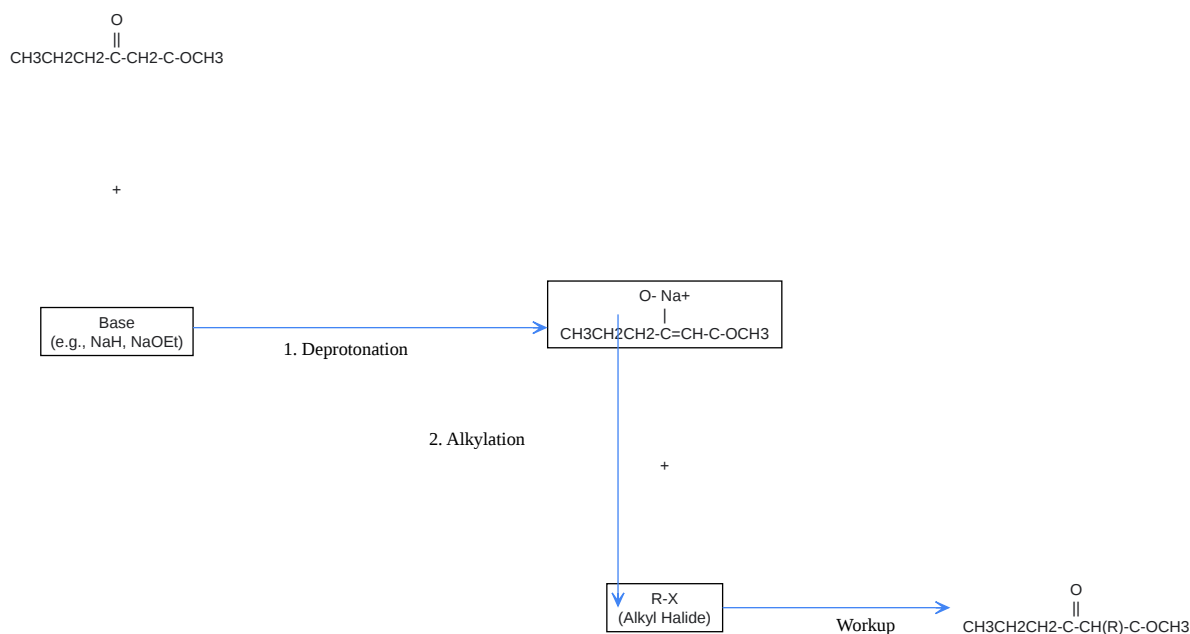 O
||
CH3CH2CH2-C-CH2-C-OCH3
+
Base
(e.g., NaH, NaOEt)
1. Deprotonation
O- Na+
|
CH3CH2CH2-C=CH-C-OCH3
2. Alkylation
+
R-X
(Alkyl Halide)
Workup
O
||
CH3CH2CH2-C-CH(R)-C-OCH3